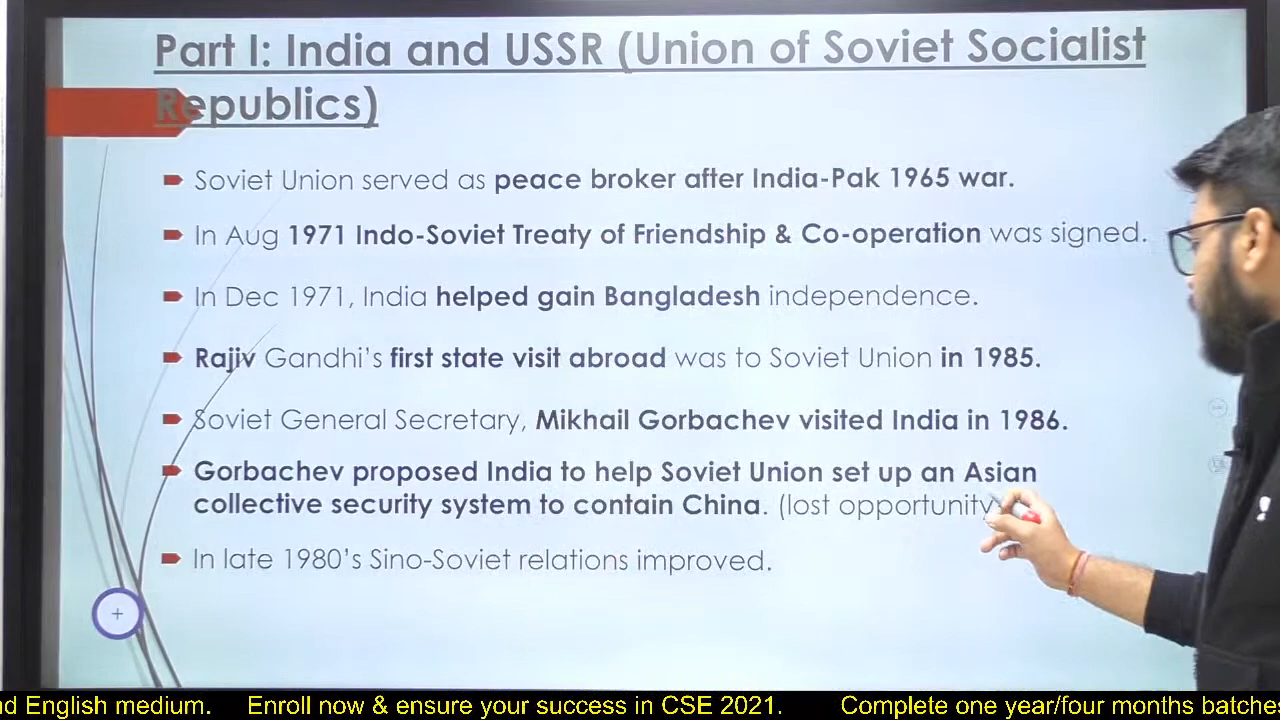 Part I: India and USSR (Union of Soviet Socialist
Republics)
Soviet Union served as peace broker after India-Pak 1965 war.
In Aug 1971 Indo-Soviet Treaty of Friendship & Co-operation was signed.
In Dec 1971, India helped gain Bangladesh independence.
Rajiv Gandhi's first state visit abroad was to Soviet Union in 1985.
Soviet General Secretary, Mikhail Gorbachev visited India in 1986.
Gorbachev proposed India to help Soviet Union set up an Asian
collective security system to contain China. (lost opportunity)
In late 1980's Sino-Soviet relations improved.
+
English medium. Enroll now & ensure your success in CSE 2021. Complete one year/four months batches